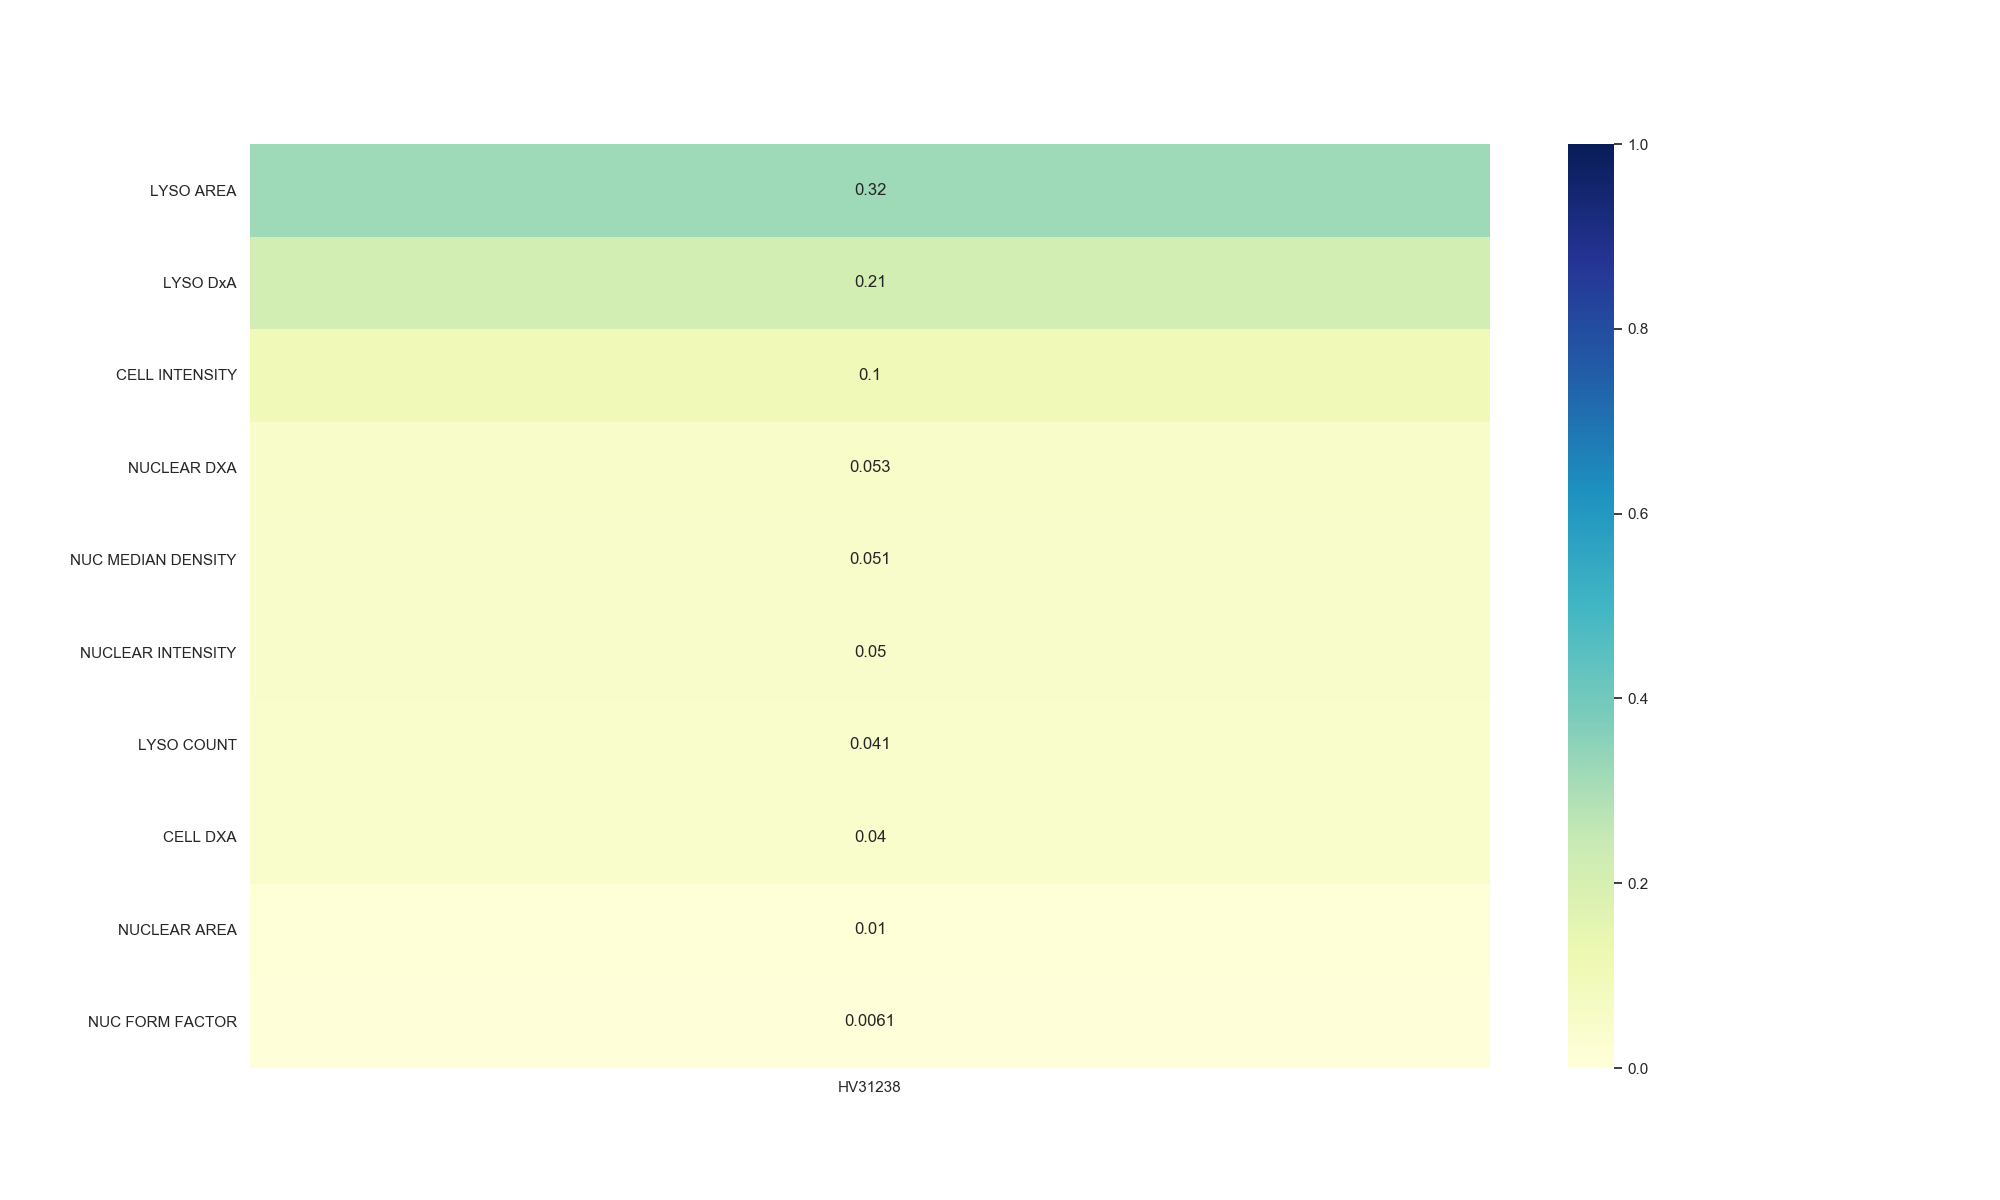 LYSO AREA 0.32
LYSO DxA 0.21
CELL INTENSITY 0.1
NUCLEAR DXA 0.053
NUC MEDIAN DENSITY 0.051
NUCLEAR INTENSITY 0.05
LYSO COUNT 0.041
CELL DXA 0.04
NUCLEAR AREA 0.01
NUC FORM FACTOR 0.0061
HV31238
1.0
0.8
0.6
0.4
0.2
0.0